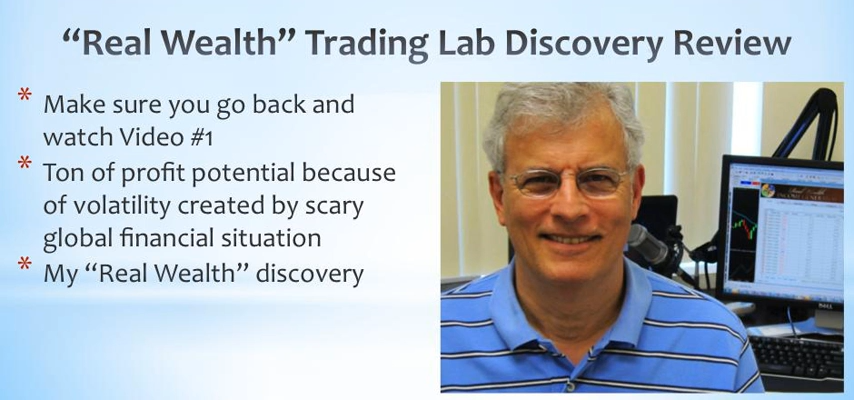 “Real Wealth” Trading Lab Discovery Review
* Make sure you go back and
watch Video #1
* Ton of profit potential because
of volatility created by scary
global financial situation
* My “Real Wealth” discovery
DELL